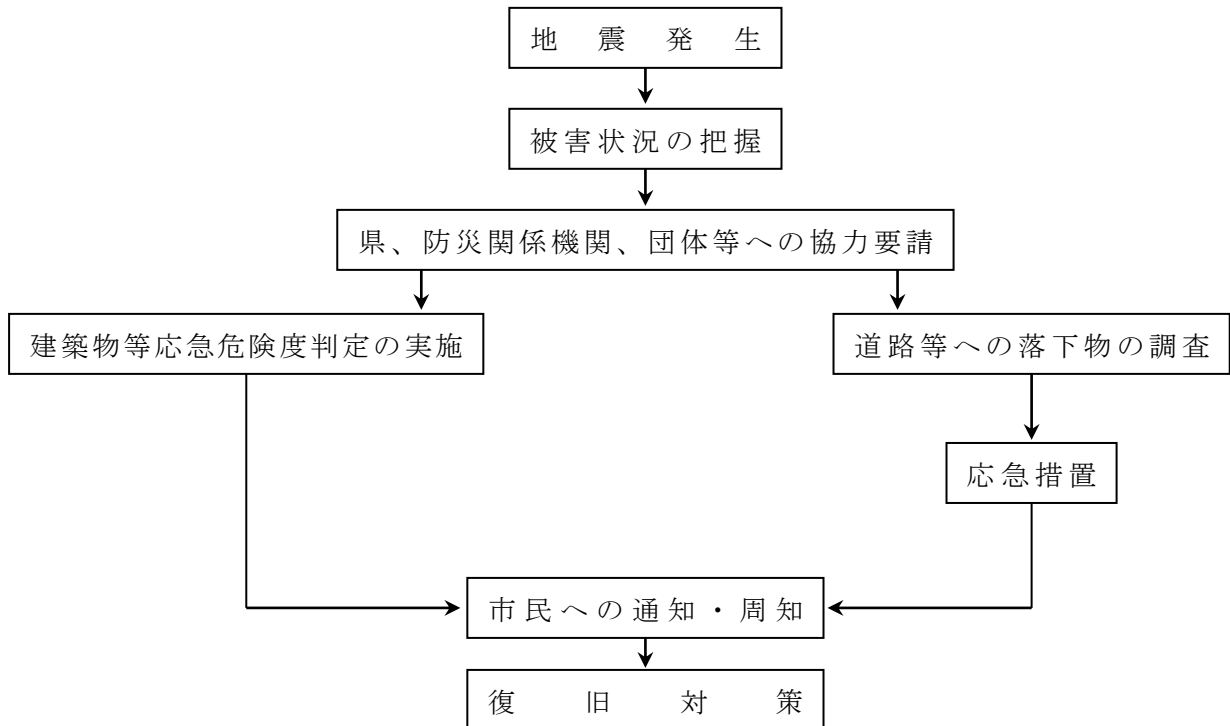 地震発生
被害状況の把握
県、防災関係機関、団体等への協力要請
建築物等応急危険度判定の実施
道路等への落下物の調査
応急措置
市民への通知・周知
復旧対策